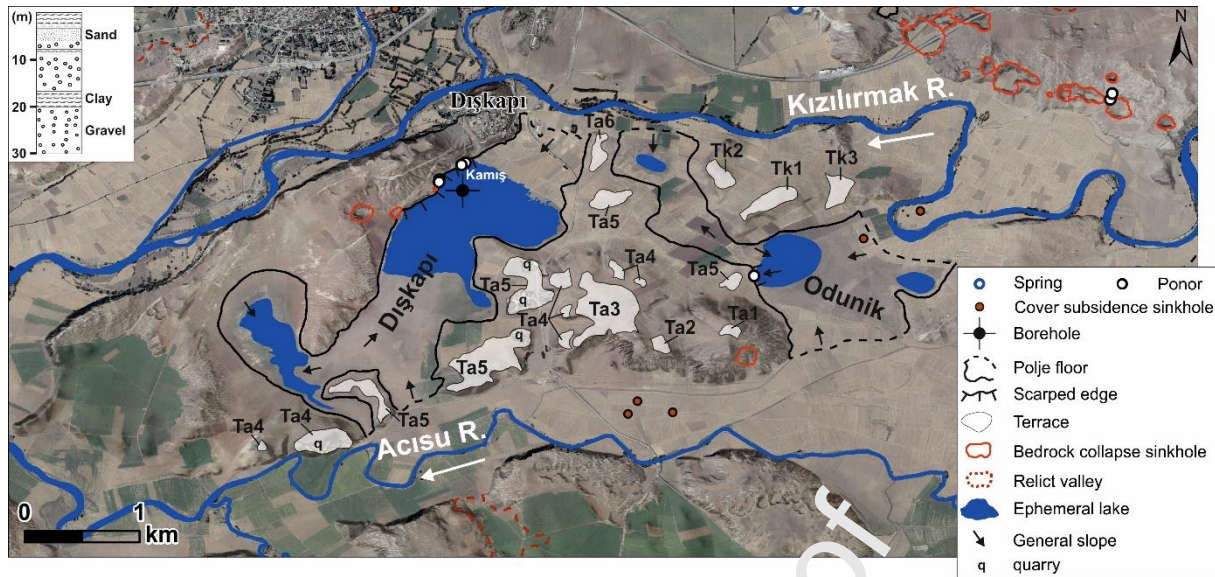 (m)
Sand
10
20
Clay
Gravel
30
N
Dışkapı
Kızılırmak R.
Ta6
Tk2
Tk3
Tk1
Kamış
Ta5
q
Ta5
Ta4
Ta5
Odunik
Dışkapı
q
Ta4
Ta3
Ta1
Ta2
q
Ta5
Ta4
Ta4
q
Ta5
Acısu R.
0 1
km
of
Spring
Ponor
Cover subsidence sinkhole
Borehole
Polje floor
Scarped edge
Terrace
Bedrock collapse sinkhole
Relict valley
Ephemeral lake
General slope
q quarry